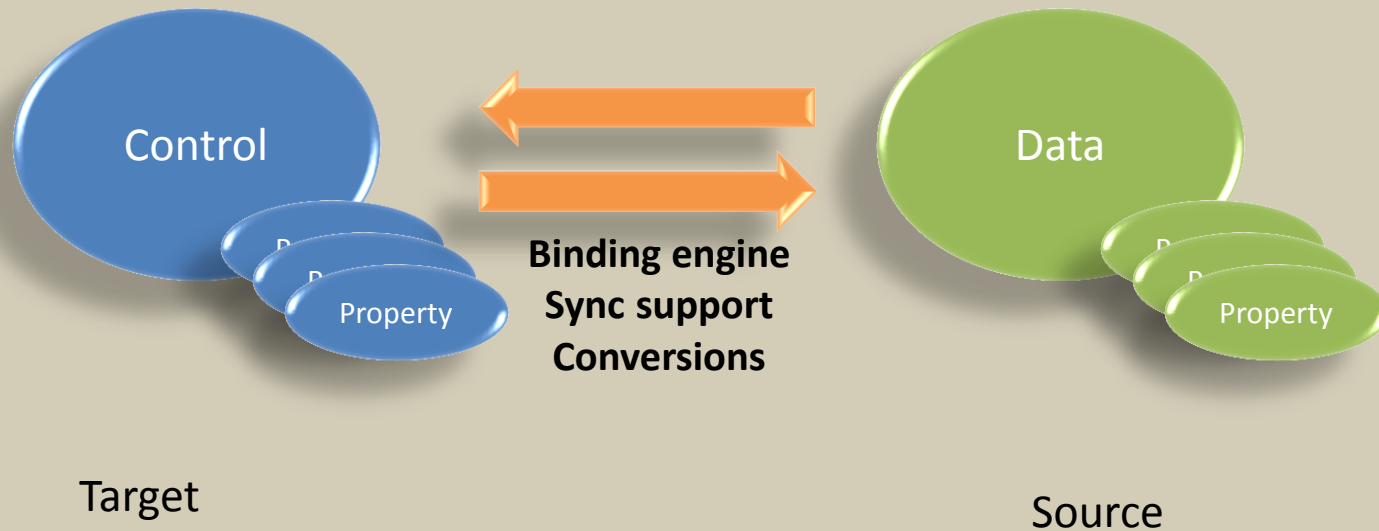 Control
Data
Property
Binding engine
Sync support
Conversions
Property
Target
Source